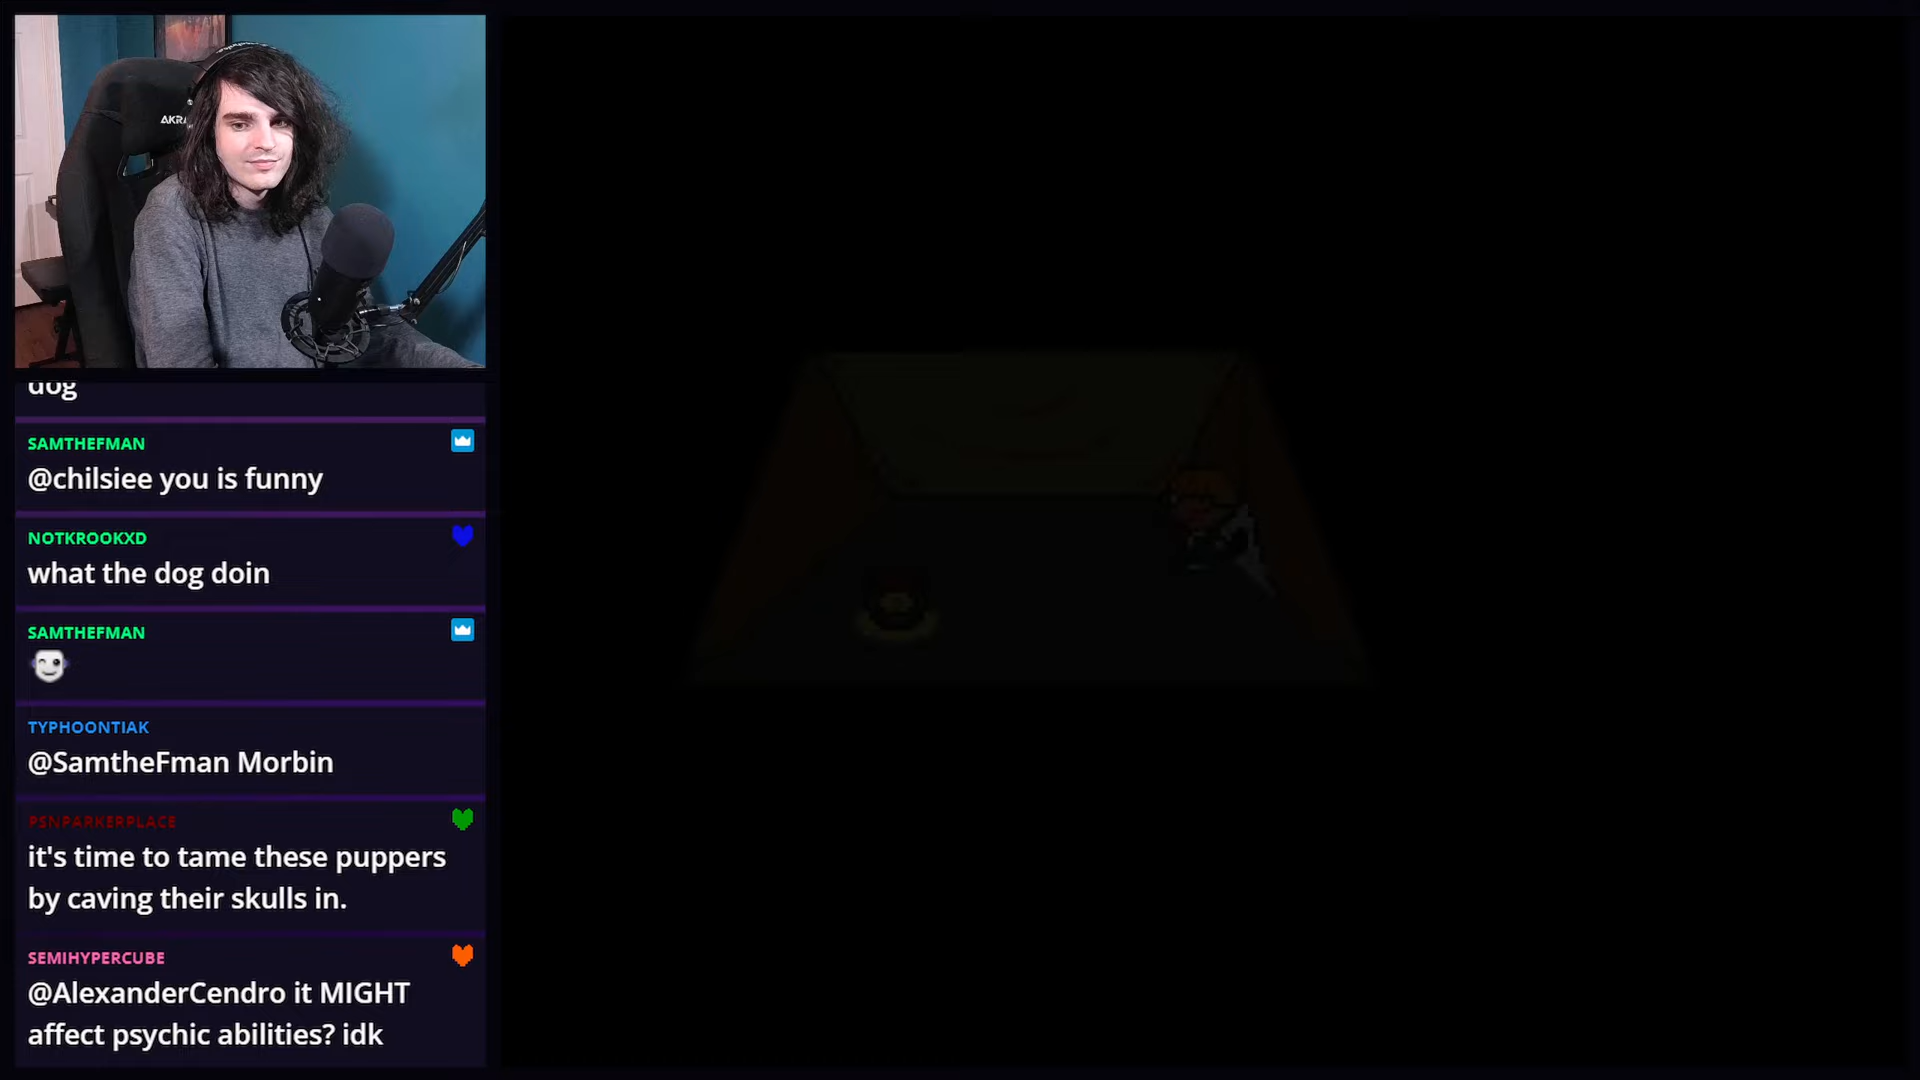 AKRA
dog
SAMTHEFMAN
@chilsiee you is funny
NOTKROOKXD
what the dog doin
SAMTHEFMAN
TYPHOONTIAK
@SamtheFman Morbin
PSNPARKERPLACE
it's time to tame these puppers
by caving their skulls in.
SEMIHYPERCUBE
@AlexanderCendro it MIGHT
affect psychic abilities? idk